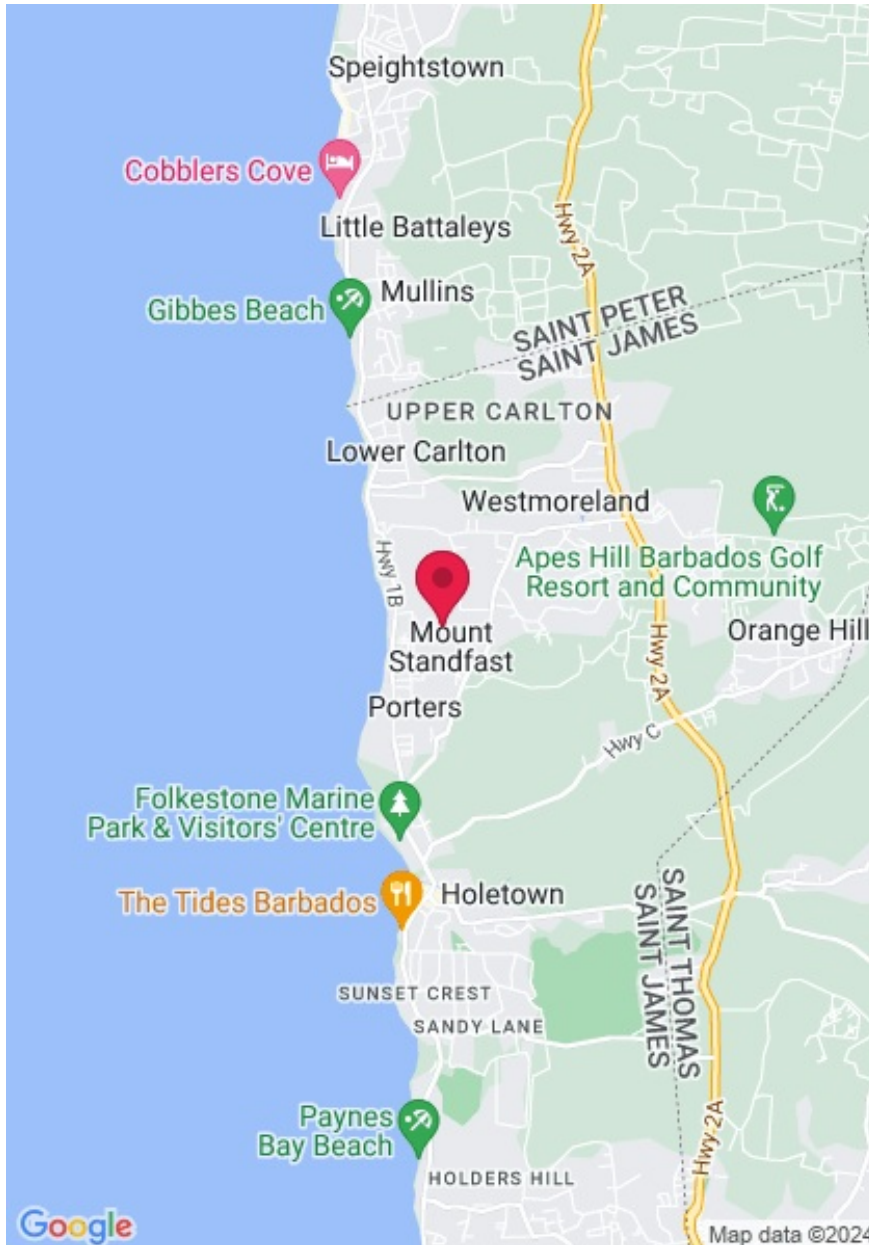 Speightstown
Cobblers Cove
Little Battaleys
Hwy 2A
Mullins
Gibbes Beach
SAINT PETER
SAINT JAMES
UPPER CARLTON
Lower Carlton
Westmoreland
Hwy 1B
Apes Hill Barbados Golf
Resort and Community
Mount
Standfast
Orange Hill
Hwy 2A
Porters
Hwy C
Folkestone Marine
Park & Visitors' Centre
The Tides Barbados
Holetown
SAINT THOMAS
SAINT JAMES
SUNSET CREST
SANDY LANE
Paynes
Bay Beach
Hwy 2A
HOLDERS HILL
Google
Map data ©2024